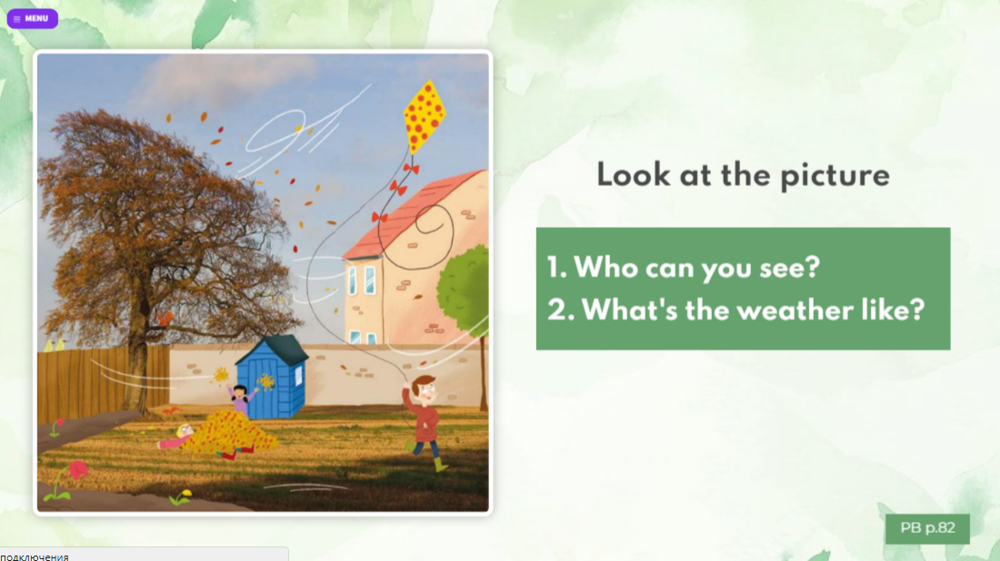 MENU
Look at the picture
1. Who can you see?
2. What's the weather like?
PB p.82
подключения